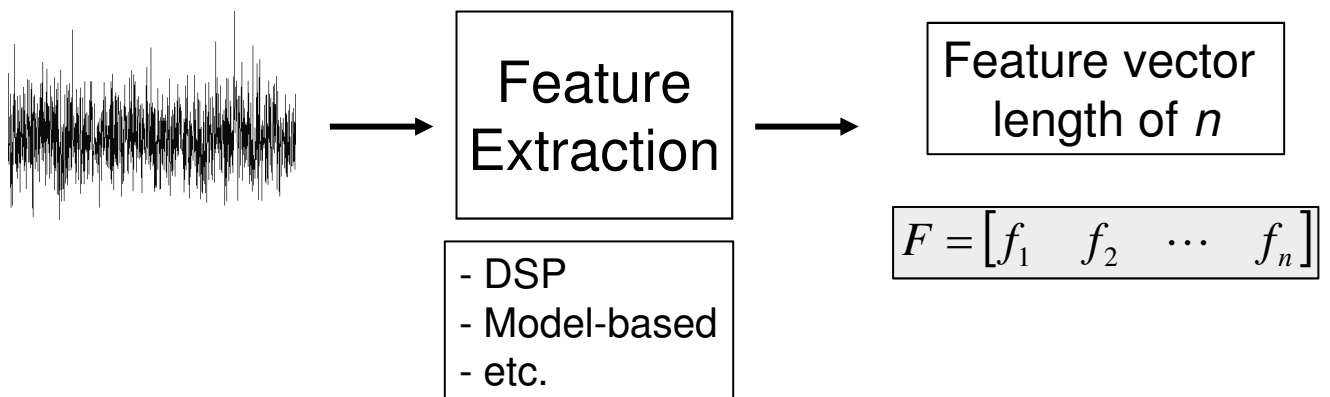 Feature
Extraction
- DSP
- Model-based
- etc.
Feature vector
length of n
F = [f₁ f₂ ⋯ fₙ]